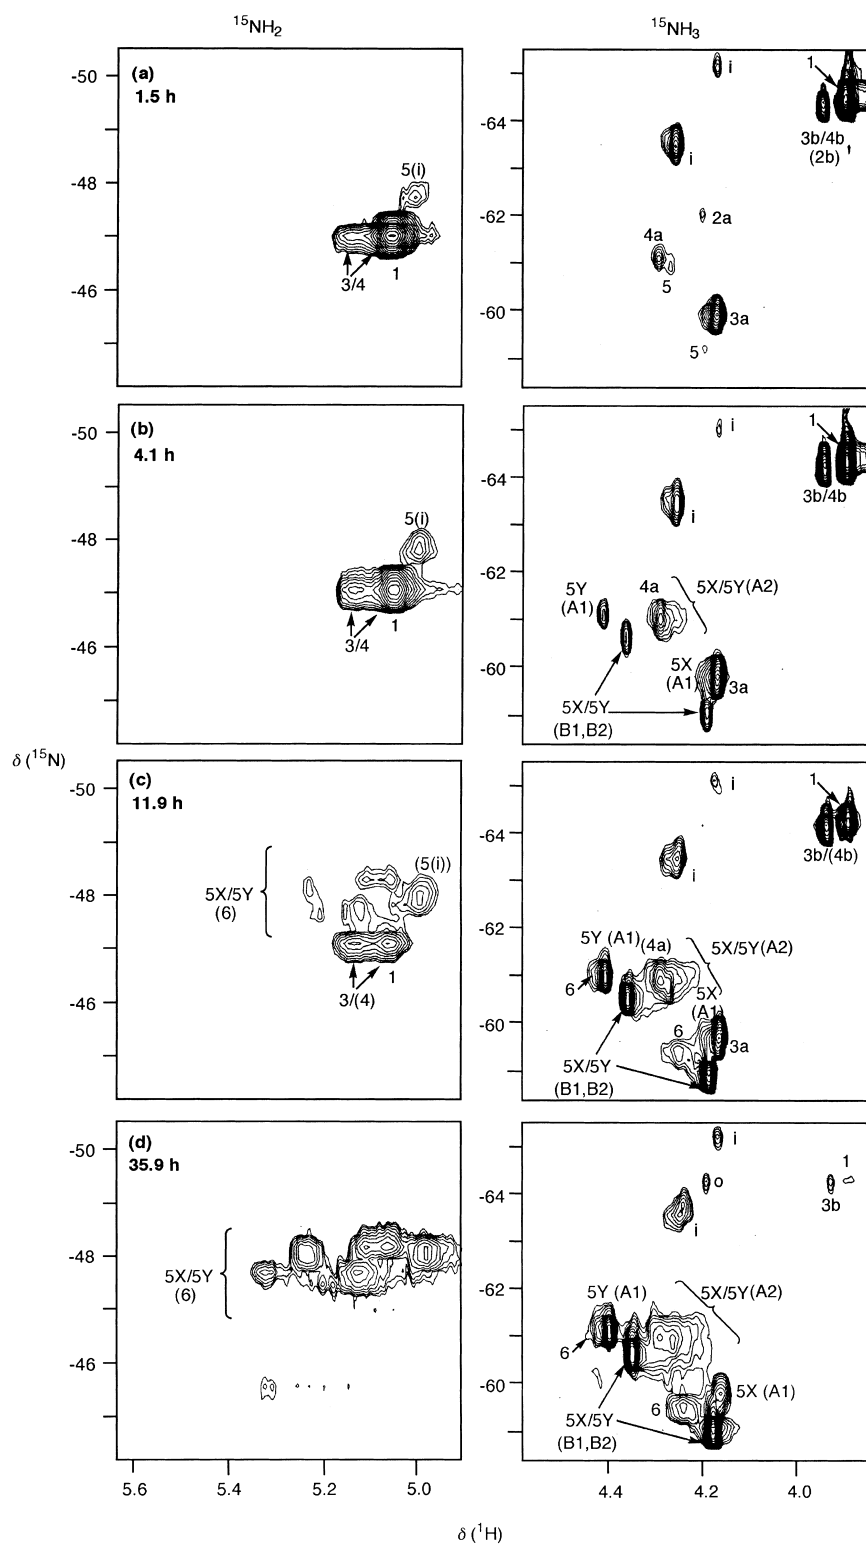 ¹⁵NH₂
¹⁵NH₃
(a)
1.5 h
-50
-48
-46
5(i)
3/4
1
-64
-62
-60
i
1
3b/4b
(2b)
i
2a
4a
5
3a
5
(b)
4.1 h
-50
-48
-46
5(i)
3/4
1
-64
-62
-60
i
1
3b/4b
i
5Y
(A1)
4a
5X/5Y(A2)
5X
(A1)
3a
5X/5Y
(B1,B2)
δ (¹⁵N)
(c)
11.9 h
-50
-48
-46
5X/5Y
(6)
(5(i))
3/(4)
1
-64
-62
-60
i
1
3b/(4b)
i
5Y (A1)
(4a)
5X/5Y(A2)
6
5X
(A1)
6
3a
5X/5Y
(B1,B2)
(d)
35.9 h
-50
-48
-46
5X/5Y
(6)
-64
-62
-60
i
o
1
3b
i
5Y (A1)
5X/5Y(A2)
6
5X (A1)
6
5X/5Y
(B1,B2)
5.6
5.4
5.2
5.0
4.4
4.2
4.0
δ (¹H)